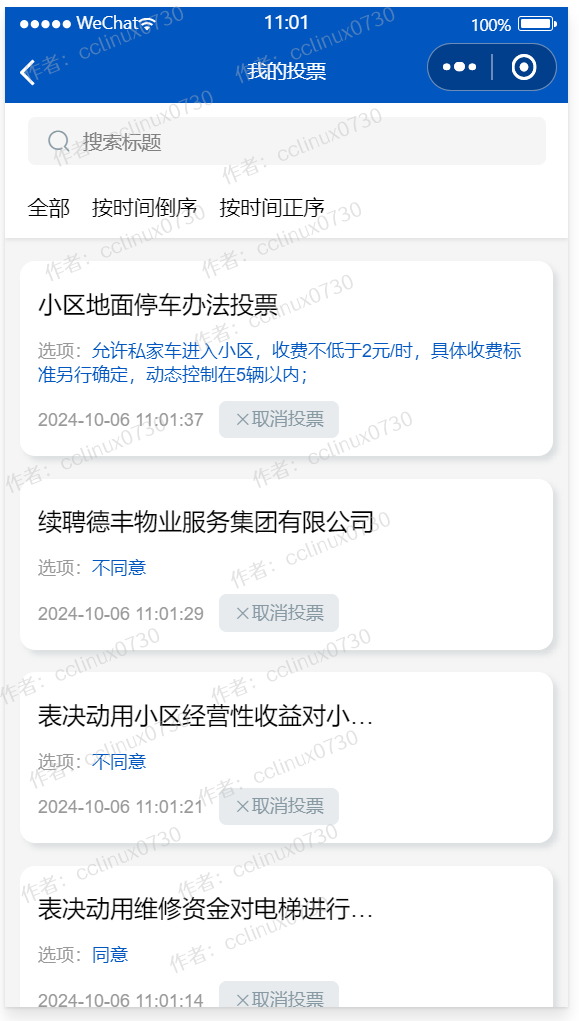 WeChat 11:01 100%
我的投票
搜索标题
全部 按时间倒序 按时间正序
小区地面停车办法投票
选项：允许私家车进入小区，收费不低于2元/时，具体收费标
准另行确定，动态控制在5辆以内；
2024-10-06 11:01:37 ×取消投票
续聘德丰物业服务集团有限公司
选项：不同意
2024-10-06 11:01:29 ×取消投票
表决动用小区经营性收益对小…
选项：不同意
2024-10-06 11:01:21 ×取消投票
表决动用维修资金对电梯进行…
选项：同意
2024-10-06 11:01:14 ×取消投票
作者：cclinux0730